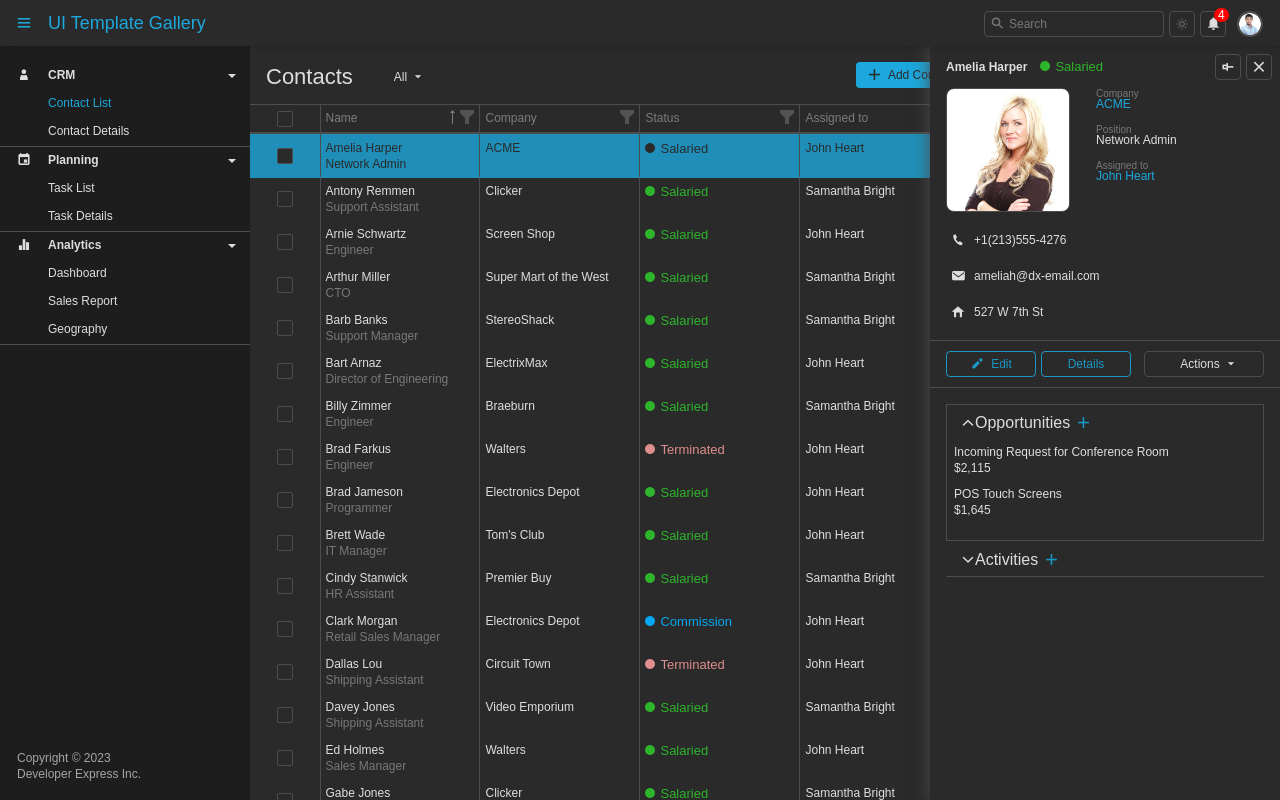 UI Template Gallery
Search
4
CRM
Contact List
Contact Details
Planning
Task List
Task Details
Analytics
Dashboard
Sales Report
Geography
Copyright © 2023
Developer Express Inc.
Contacts
All
Name
Company
Status
Assigned to
Amelia Harper
Network Admin
ACME
Salaried
John Heart
Antony Remmen
Support Assistant
Clicker
Salaried
Samantha Bright
Arnie Schwartz
Engineer
Screen Shop
Salaried
John Heart
Arthur Miller
CTO
Super Mart of the West
Salaried
Samantha Bright
Barb Banks
Support Manager
StereoShack
Salaried
Samantha Bright
Bart Arnaz
Director of Engineering
ElectrixMax
Salaried
John Heart
Billy Zimmer
Engineer
Braeburn
Salaried
Samantha Bright
Brad Farkus
Engineer
Walters
Terminated
John Heart
Brad Jameson
Programmer
Electronics Depot
Salaried
John Heart
Brett Wade
IT Manager
Tom's Club
Salaried
John Heart
Cindy Stanwick
HR Assistant
Premier Buy
Salaried
Samantha Bright
Clark Morgan
Retail Sales Manager
Electronics Depot
Commission
John Heart
Dallas Lou
Shipping Assistant
Circuit Town
Terminated
John Heart
Davey Jones
Shipping Assistant
Video Emporium
Salaried
Samantha Bright
Ed Holmes
Sales Manager
Walters
Salaried
John Heart
Gabe Jones
Clicker
Salaried
Samantha Bright
Amelia Harper
Salaried
Company
ACME
Position
Network Admin
Assigned to
John Heart
+1(213)555-4276
ameliah@dx-email.com
527 W 7th St
Edit
Details
Actions
Opportunities
Incoming Request for Conference Room
$2,115
POS Touch Screens
$1,645
Activities
Add